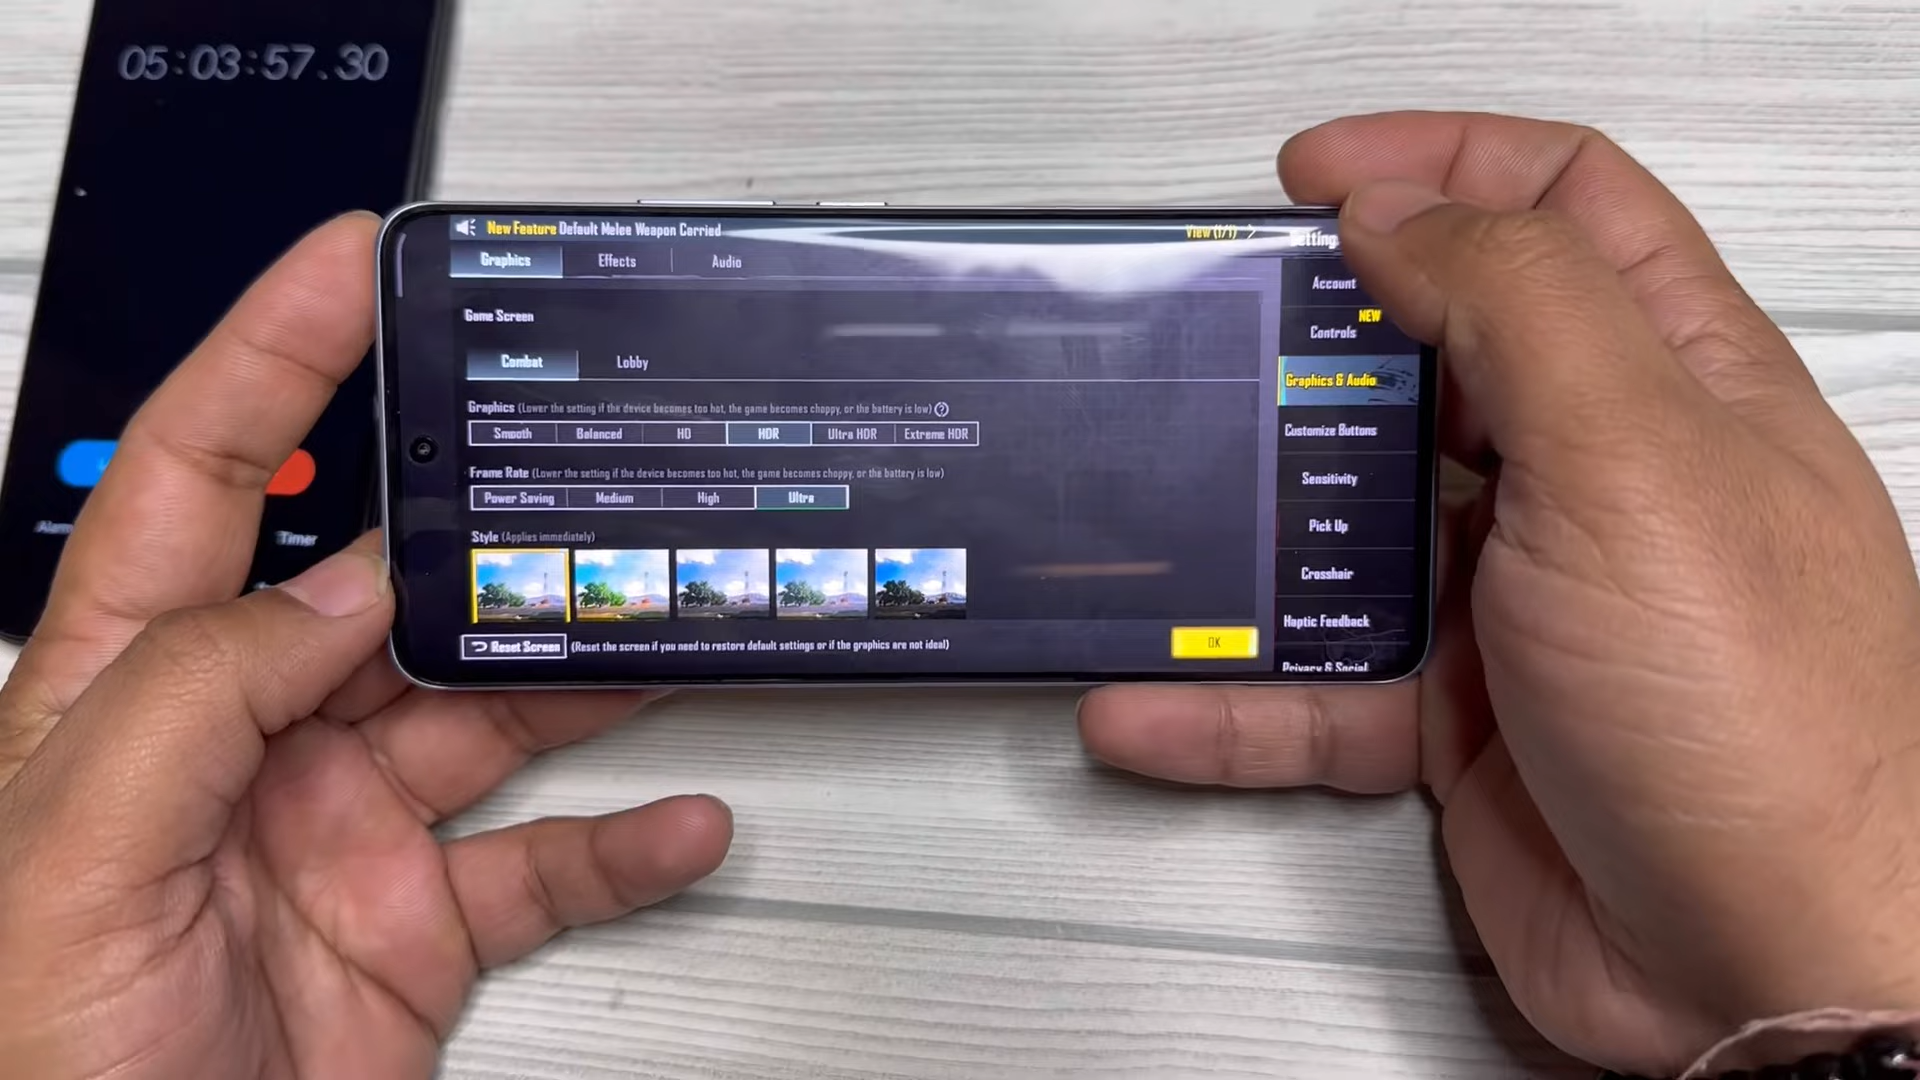 05:03:57.30
New Feature Default Melee Weapon Carried
View (1/1) >
Graphics
Effects
Audio
Game Screen
Combat
Lobby
Graphics (Lower the setting if the device becomes too hot, the game becomes choppy, or the battery is low) ?
Smooth
Balanced
HD
HDR
Ultra HDR
Extreme HDR
Frame Rate (Lower the setting if the device becomes too hot, the game becomes choppy, or the battery is low)
Power Saving
Medium
High
Ultra
Style (Applies immediately)
Reset Screen (Reset the screen if you need to restore default settings or if the graphics are not ideal)
OK
Account
NEW
Controls
Graphics & Audio
Customize Buttons
Sensitivity
Pick Up
Crosshair
Haptic Feedback
Privacy & Social
Timer